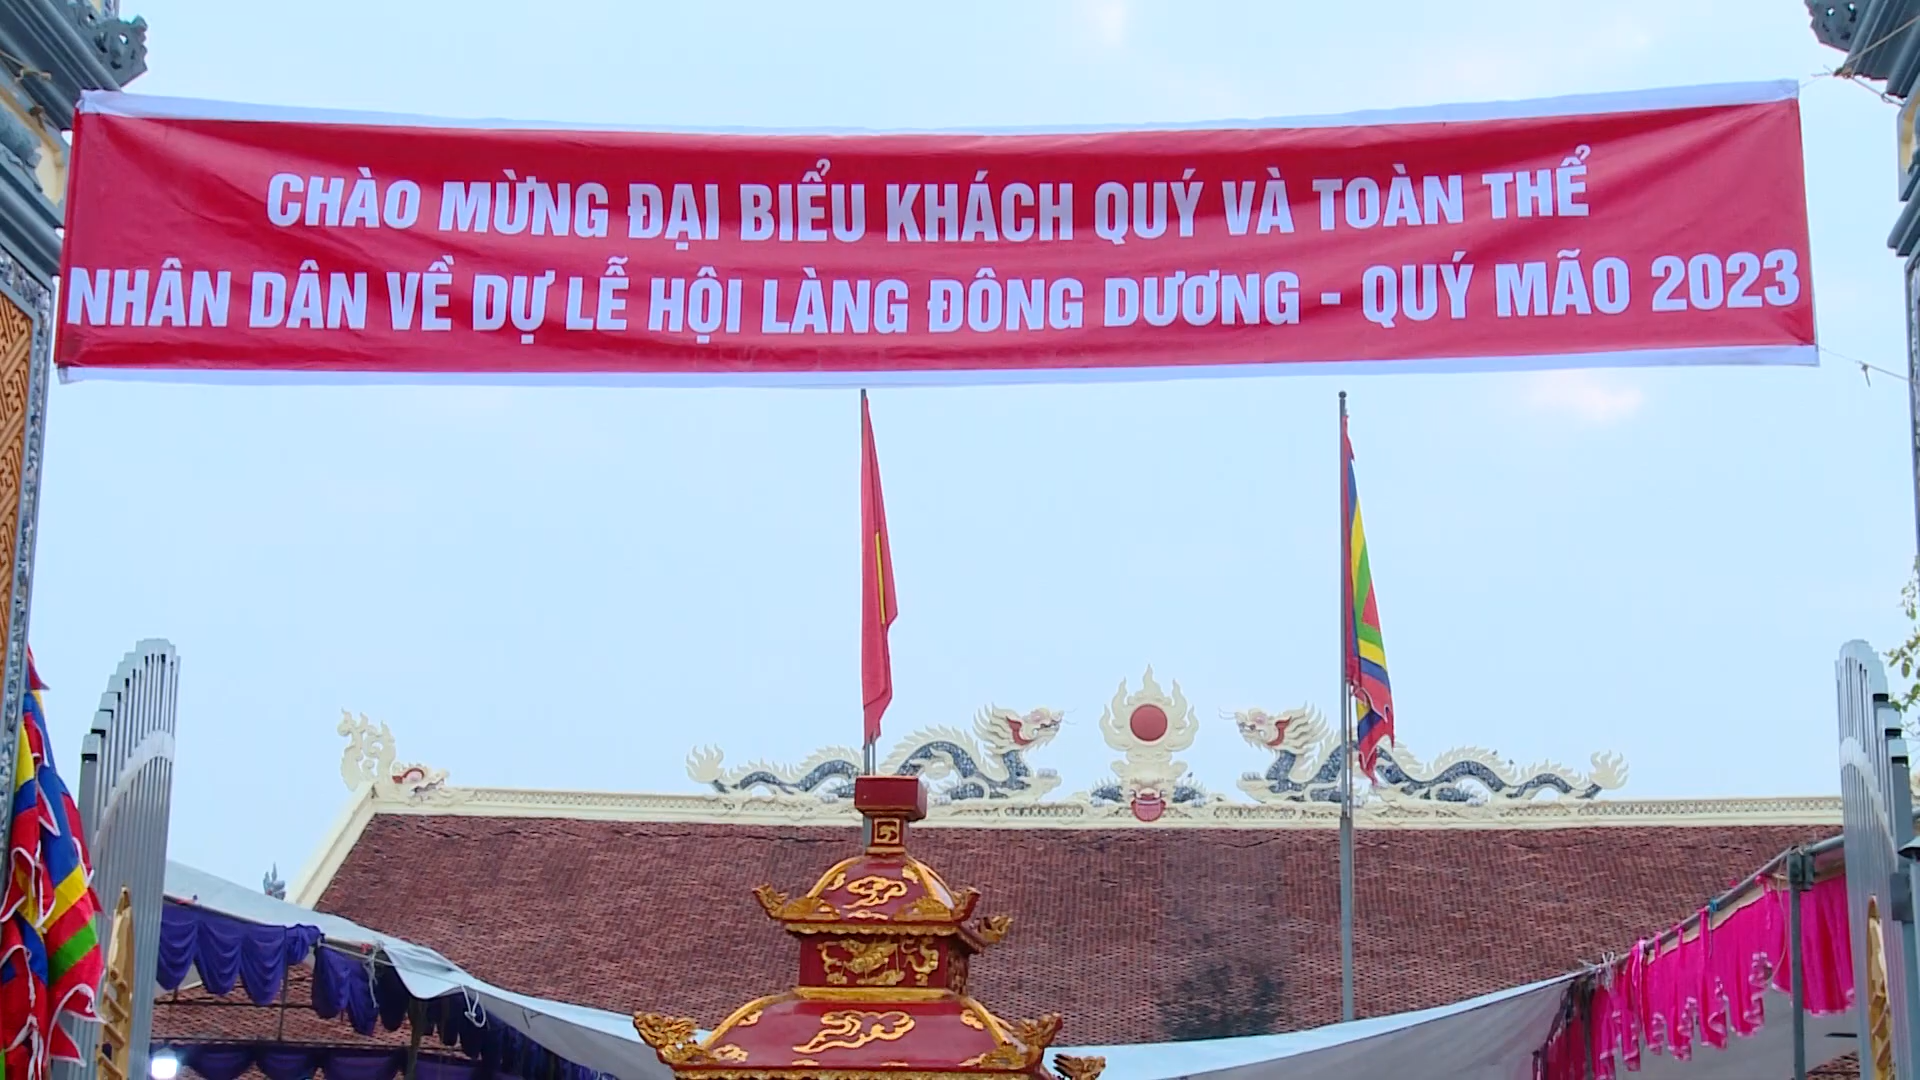 CHÀO MỪNG ĐẠI BIỂU KHÁCH QUÝ VÀ TOÀN THỂ
NHÂN DÂN VỀ DỰ LỄ HỘI LÀNG ĐÔNG DƯƠNG - QUÝ MÃO 2023